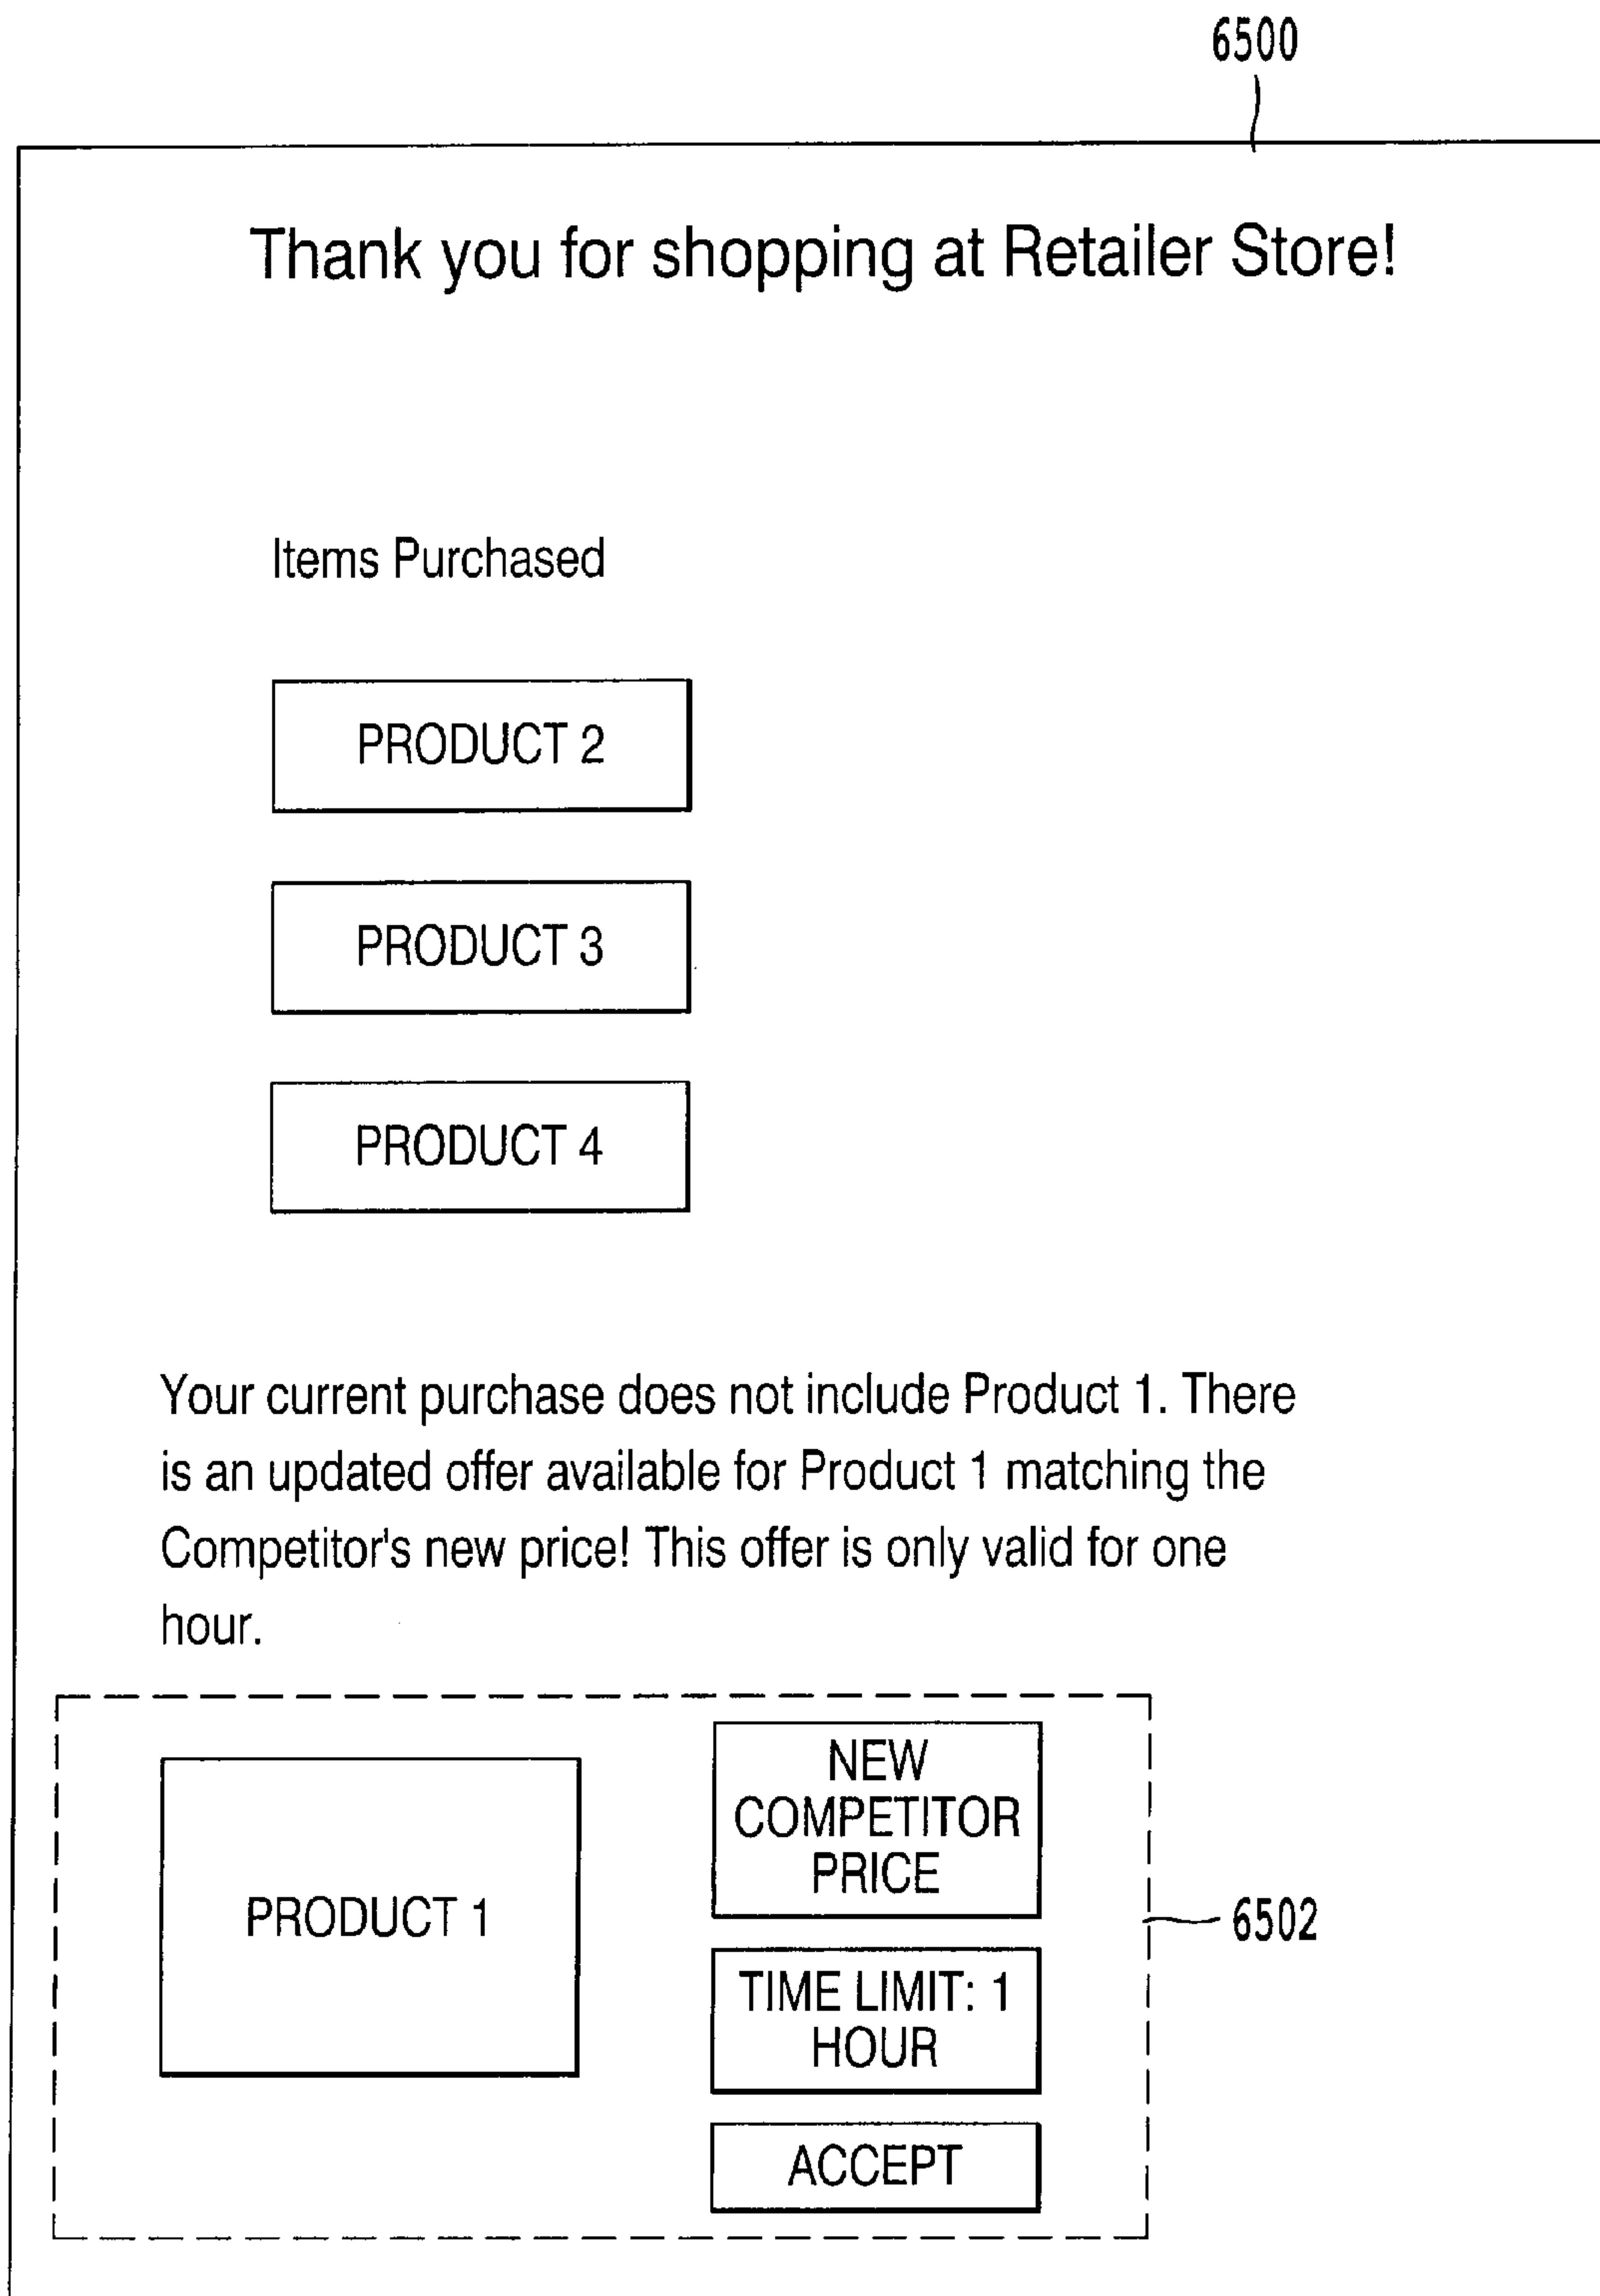 6500
Thank you for shopping at Retailer Store!
Items Purchased
PRODUCT 2
PRODUCT 3
PRODUCT 4
Your current purchase does not include Product 1. There
is an updated offer available for Product 1 matching the
Competitor's new price! This offer is only valid for one
hour.
PRODUCT 1
NEW
COMPETITOR
PRICE
TIME LIMIT: 1
HOUR
ACCEPT
6502